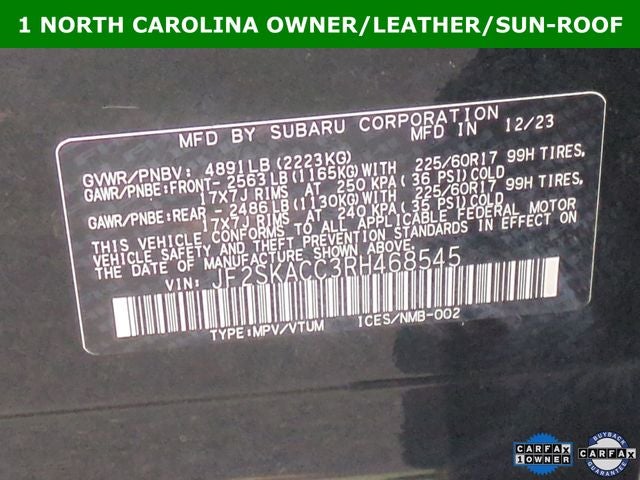 1 NORTH CAROLINA OWNER/LEATHER/SUN-ROOF
MFD BY SUBARU CORPORATION
MFD IN 12/23
GVWR/PNBV: 4891LB (2223KG)
GAWR/PNBE:FRONT- 2563LB(1165KG)WITH 225/60R17 99H TIRES,
17X7J RIMS AT 250 KPA(36 PSI)COLD
GAWR/PNBE:REAR -2486LB(1130KG)WITH 225/60R17 99H TIRES,
17X7J RIMS AT 240 KPA(35 PSI)COLD
THIS VEHICLE CONFORMS TO ALL APPLICABLE FEDERAL MOTOR
VEHICLE SAFETY AND THEFT PREVENTION STANDARDS IN EFFECT ON
THE DATE OF MANUFACTURE SHOWN ABOVE.
VIN: JF2SKACC3RH468545
TYPE:MPV/VTUM ICES/NMB-002
CARFAX
1 OWNER
BUYBACK
CARFAX
GUARANTEE